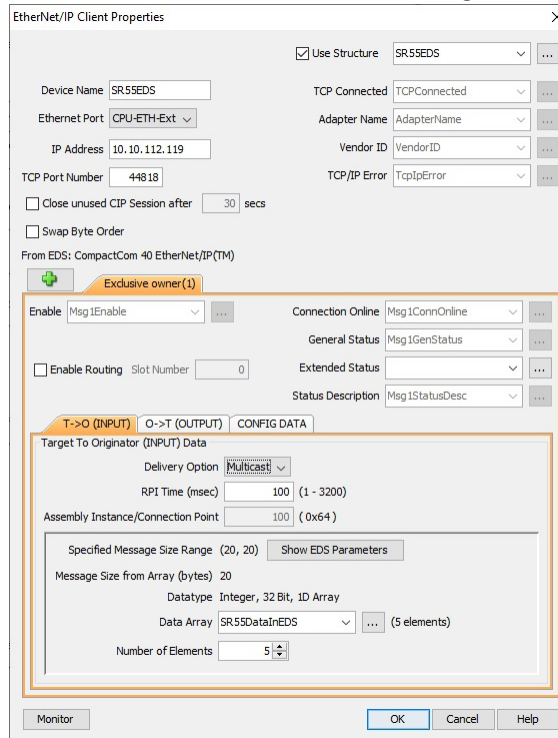 EtherNet/IP Client Properties
Use Structure SR55EDS ...
Device Name SR55EDS TCP Connected TCPConnected ...
Ethernet Port CPU-ETH-Ext Adapter Name AdapterName ...
IP Address 10.10.112.119 Vendor ID VendorID ...
TCP Port Number 44818 TCP/IP Error TcpIpError ...
Close unused CIP Session after 30 secs
Swap Byte Order
From EDS: CompactCom 40 EtherNet/IP(TM)
Exclusive owner(1)
Enable Msg1Enable ... Connection Online Msg1ConnOnline ...
General Status Msg1GenStatus ...
Enable Routing Slot Number 0 Extended Status ...
Status Description Msg1StatusDesc ...
T->O (INPUT) O->T (OUTPUT) CONFIG DATA
Target To Originator (INPUT) Data
Delivery Option Multicast
RPI Time (msec) 100 (1 - 3200)
Assembly Instance/Connection Point 100 (0x64)
Specified Message Size Range (20, 20) Show EDS Parameters
Message Size from Array (bytes) 20
Datatype Integer, 32 Bit, 1D Array
Data Array SR55DataInEDS ... (5 elements)
Number of Elements 5
Monitor OK Cancel Help